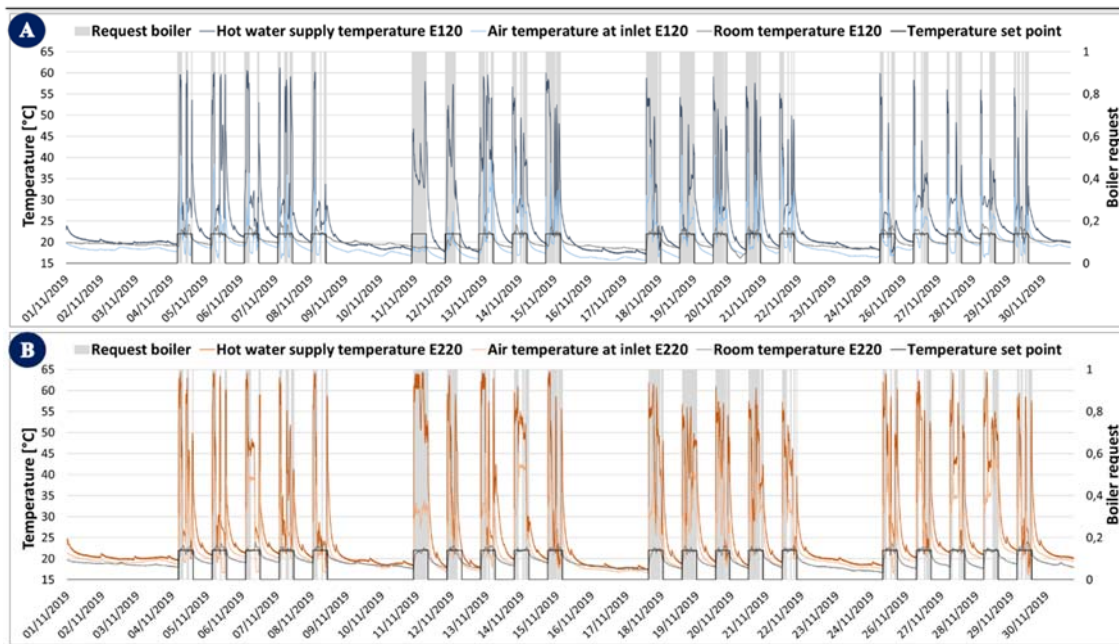 A
Request boiler Hot water supply temperature E120 Air temperature at inlet E120 Room temperature E120 Temperature set point
65 1
60
55 0,8
50
45
40 0,6
35
30 0,4
25
20 0,2
15 0
Temperature [°C]
Boiler request
01/11/2019 02/11/2019 03/11/2019 04/11/2019 05/11/2019 06/11/2019 07/11/2019 08/11/2019 09/11/2019 10/11/2019 11/11/2019 12/11/2019 13/11/2019 14/11/2019 15/11/2019 16/11/2019 17/11/2019 18/11/2019 19/11/2019 20/11/2019 21/11/2019 22/11/2019 23/11/2019 24/11/2019 25/11/2019 26/11/2019 27/11/2019 28/11/2019 29/11/2019 30/11/2019
B
Request boiler Hot water supply temperature E220 Air temperature at inlet E220 Room temperature E220 Temperature set point
65 1
60
55 0,8
50
45
40 0,6
35
30 0,4
25
20 0,2
15 0
Temperature [°C]
Boiler request
01/11/2019 02/11/2019 03/11/2019 04/11/2019 05/11/2019 06/11/2019 07/11/2019 08/11/2019 09/11/2019 10/11/2019 11/11/2019 12/11/2019 13/11/2019 14/11/2019 15/11/2019 16/11/2019 17/11/2019 18/11/2019 19/11/2019 20/11/2019 21/11/2019 22/11/2019 23/11/2019 24/11/2019 25/11/2019 26/11/2019 27/11/2019 28/11/2019 29/11/2019 30/11/2019